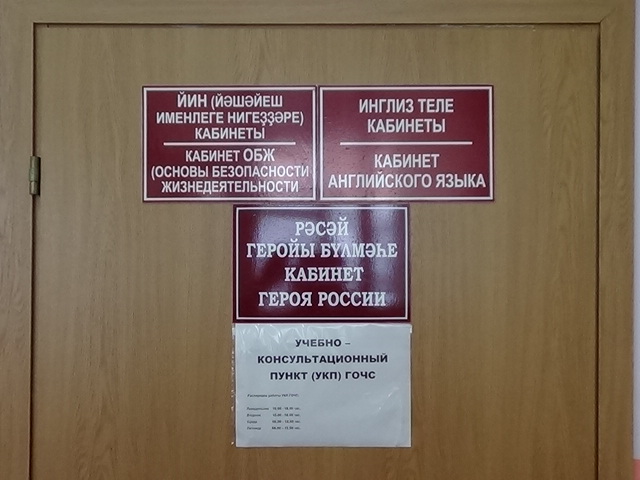 ЙИН (ЙӘШӘЙЕШ
ИМЕНЛЕГЕ НИГЕҘҘӘРЕ)
КАБИНЕТЫ
КАБИНЕТ ОБЖ
(ОСНОВЫ БЕЗОПАСНОСТИ
ЖИЗНЕДЕЯТЕЛЬНОСТИ
ИНГЛИЗ ТЕЛЕ
КАБИНЕТЫ
КАБИНЕТ
АНГЛИЙСКОГО ЯЗЫКА
РӘСӘЙ
ГЕРОЙЫ БҮЛМӘҺЕ
КАБИНЕТ
ГЕРОЯ РОССИИ
УЧЕБНО –
КОНСУЛЬТАЦИОННЫЙ
ПУНКТ (УКП) ГОЧС